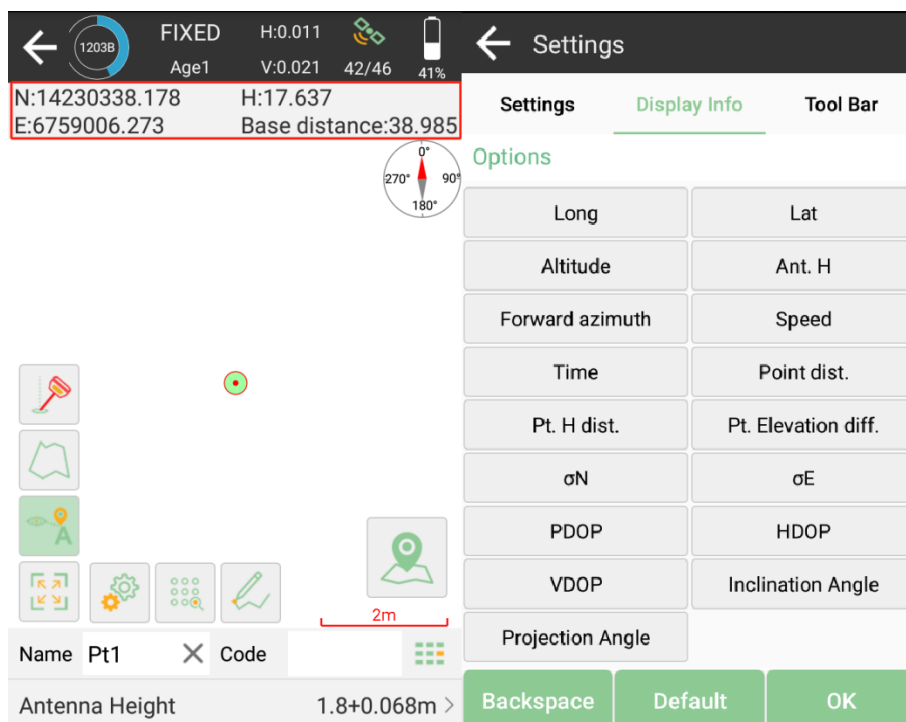 1203B
FIXED H:0.011
Age1 V:0.021 42/46 41%
N:14230338.178 H:17.637
E:6759006.273 Base distance:38.985
0°
270° 90°
180°
2m
Name Pt1 Code
Antenna Height 1.8+0.068m >
Settings
Settings Display Info Tool Bar
Options
Long Lat
Altitude Ant. H
Forward azimuth Speed
Time Point dist.
Pt. H dist. Pt. Elevation diff.
σN σE
PDOP HDOP
VDOP Inclination Angle
Projection Angle
Backspace Default OK